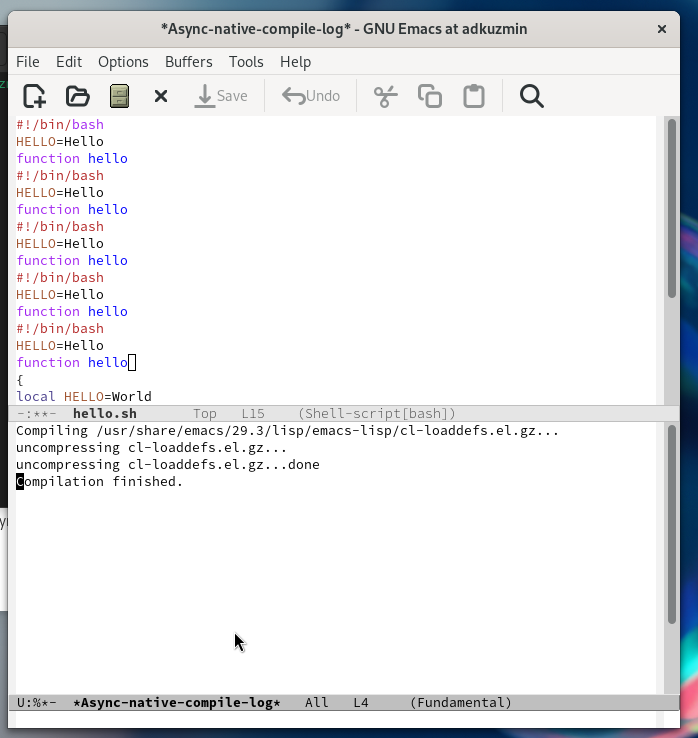 *Async-native-compile-log* - GNU Emacs at adkuzmin
File Edit Options Buffers Tools Help
Save Undo
#!/bin/bash
HELLO=Hello
function hello
#!/bin/bash
HELLO=Hello
function hello
#!/bin/bash
HELLO=Hello
function hello
#!/bin/bash
HELLO=Hello
function hello
#!/bin/bash
HELLO=Hello
function hello
{
local HELLO=World
-:**- hello.sh Top L15 (Shell-script[bash])
Compiling /usr/share/emacs/29.3/lisp/emacs-lisp/cl-loaddefs.el.gz...
uncompressing cl-loaddefs.el.gz...
uncompressing cl-loaddefs.el.gz...done
Compilation finished.
U:%*- *Async-native-compile-log* All L4 (Fundamental)